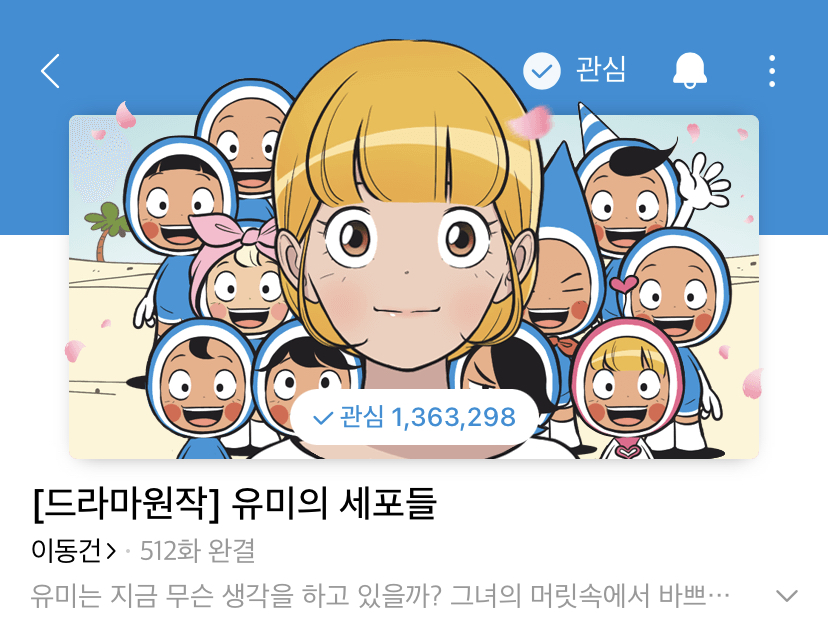 관심
관심 1,363,298
[드라마원작] 유미의 세포들
이동건 · 512화 완결
유미는 지금 무슨 생각을 하고 있을까? 그녀의 머릿속에서 바쁘…